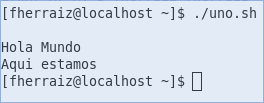 [fherraiz@localhost ~]$ ./uno.sh
Hola Mundo
Aqui estamos
[fherraiz@localhost ~]$